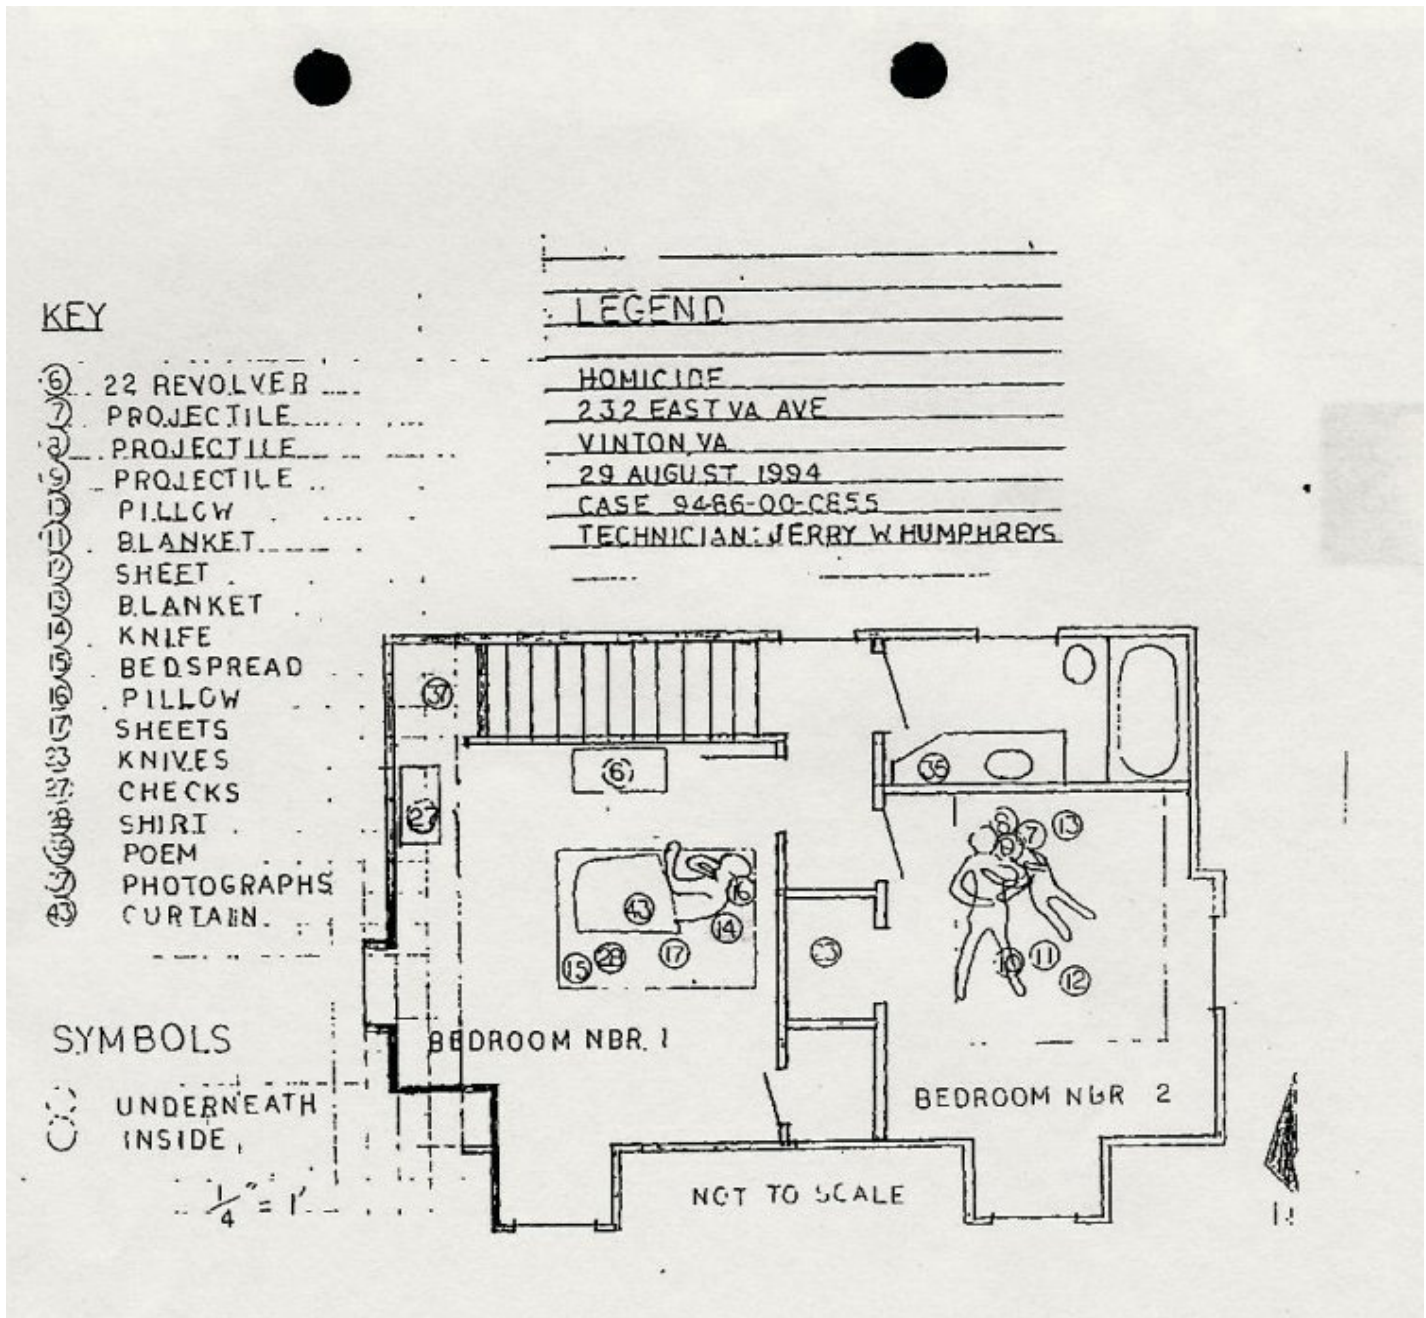 KEY
6 22 REVOLVER
7 PROJECTILE
8 PROJECTILE
9 PROJECTILE
10 PILLOW
11 BLANKET
12 SHEET
13 BLANKET
14 KNIFE
15 BEDSPREAD
16 PILLOW
17 SHEETS
23 KNIVES
27 CHECKS
28 SHIRT
35 POEM
37 PHOTOGRAPHS
43 CURTAIN
SYMBOLS
UNDERNEATH
INSIDE
1/4" = 1'
LEGEND
HOMICIDE
232 EAST VA AVE
VINTON, VA
29 AUGUST 1994
CASE 9486-00-C855
TECHNICIAN: JERRY W HUMPHREYS
37
6
27
35
16
43
14
17
28
15
23
8
7
13
9
10
11
12
BEDROOM NBR. 1
BEDROOM NBR 2
NOT TO SCALE